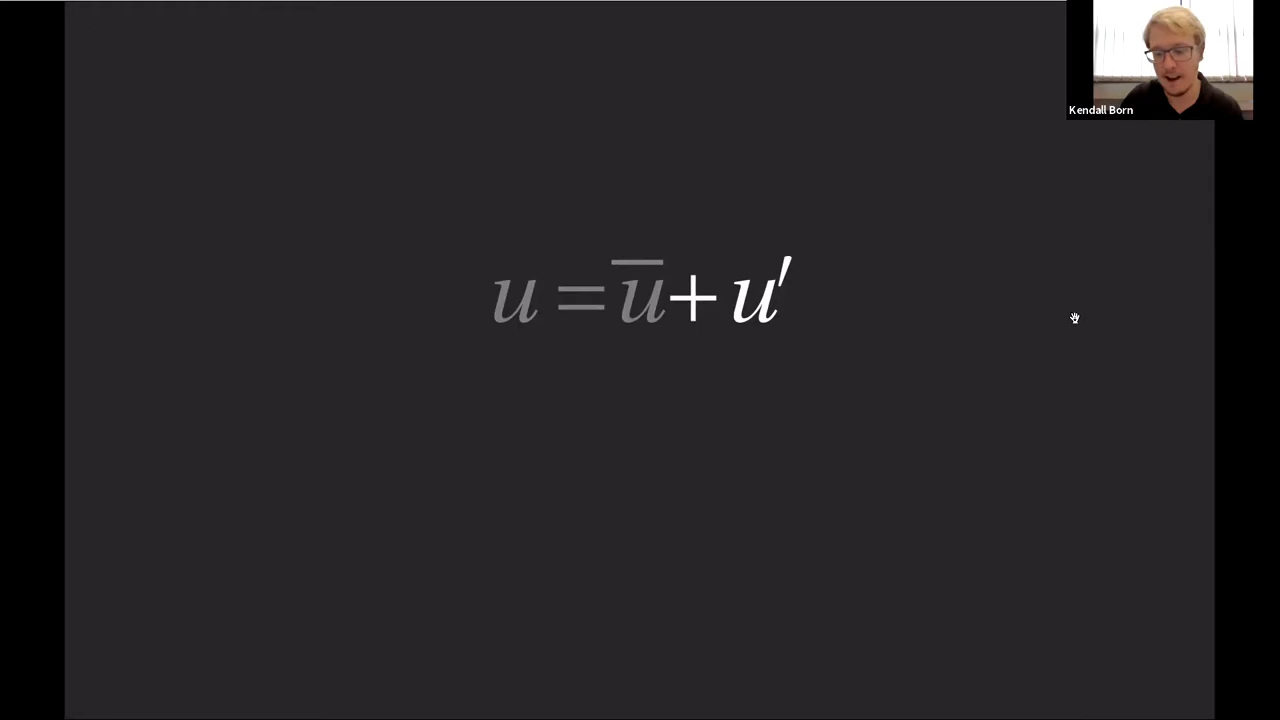 Kendall Born
u = u̅ + u′